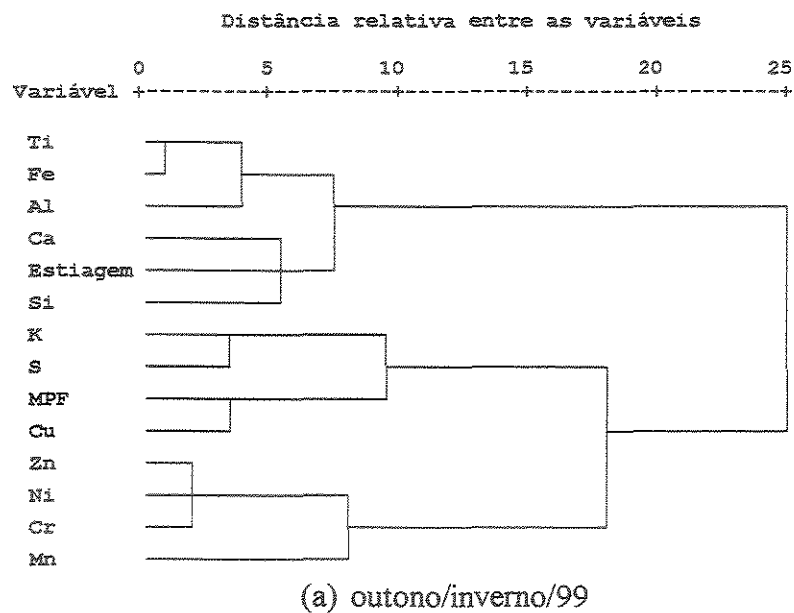 Distância relativa entre as variáveis
0 5 10 15 20 25
Variável +---------+---------+---------+---------+---------+
Ti
Fe
Al
Ca
Estiagem
Si
K
S
MPF
Cu
Zn
Ni
Cr
Mn
(a) outono/inverno/99